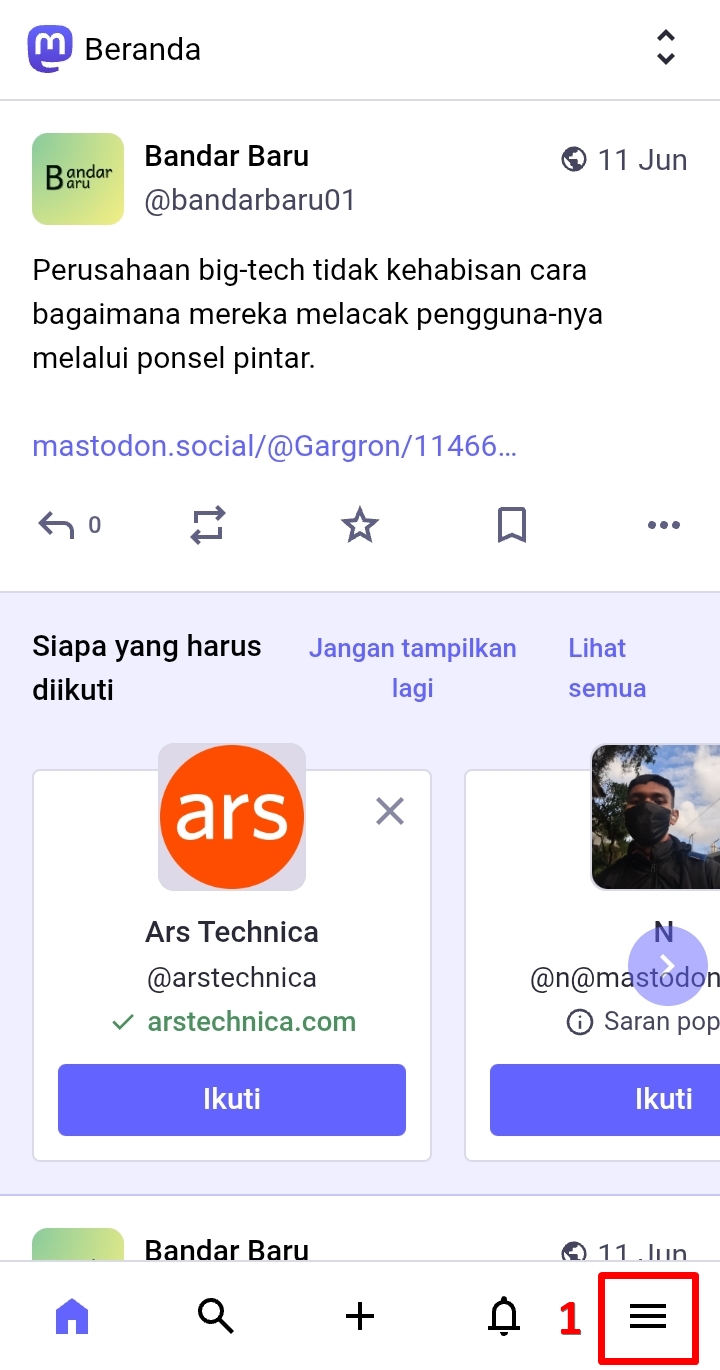 Beranda
Bandar Baru
11 Jun
@bandarbaru01
Bandar
Baru
Perusahaan big-tech tidak kehabisan cara
bagaimana mereka melacak pengguna-nya
melalui ponsel pintar.
mastodon.social/@Gargron/11466…
0
Siapa yang harus
diikuti
Jangan tampilkan
lagi
Lihat
semua
ars
Ars Technica
@arstechnica
arstechnica.com
Ikuti
N
@n@mastodon
Saran pop
Ikuti
Bandar Baru
11 Jun
1